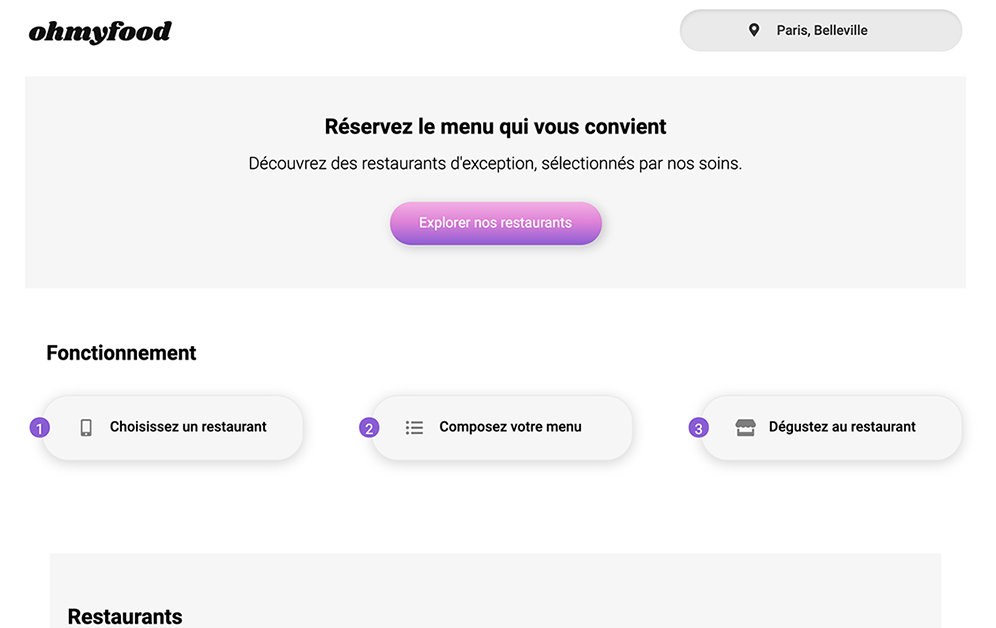 ohmyfood
Paris, Belleville
Réservez le menu qui vous convient
Découvrez des restaurants d'exception, sélectionnés par nos soins.
Explorer nos restaurants
Fonctionnement
1 Choisissez un restaurant
2 Composez votre menu
3 Dégustez au restaurant
Restaurants